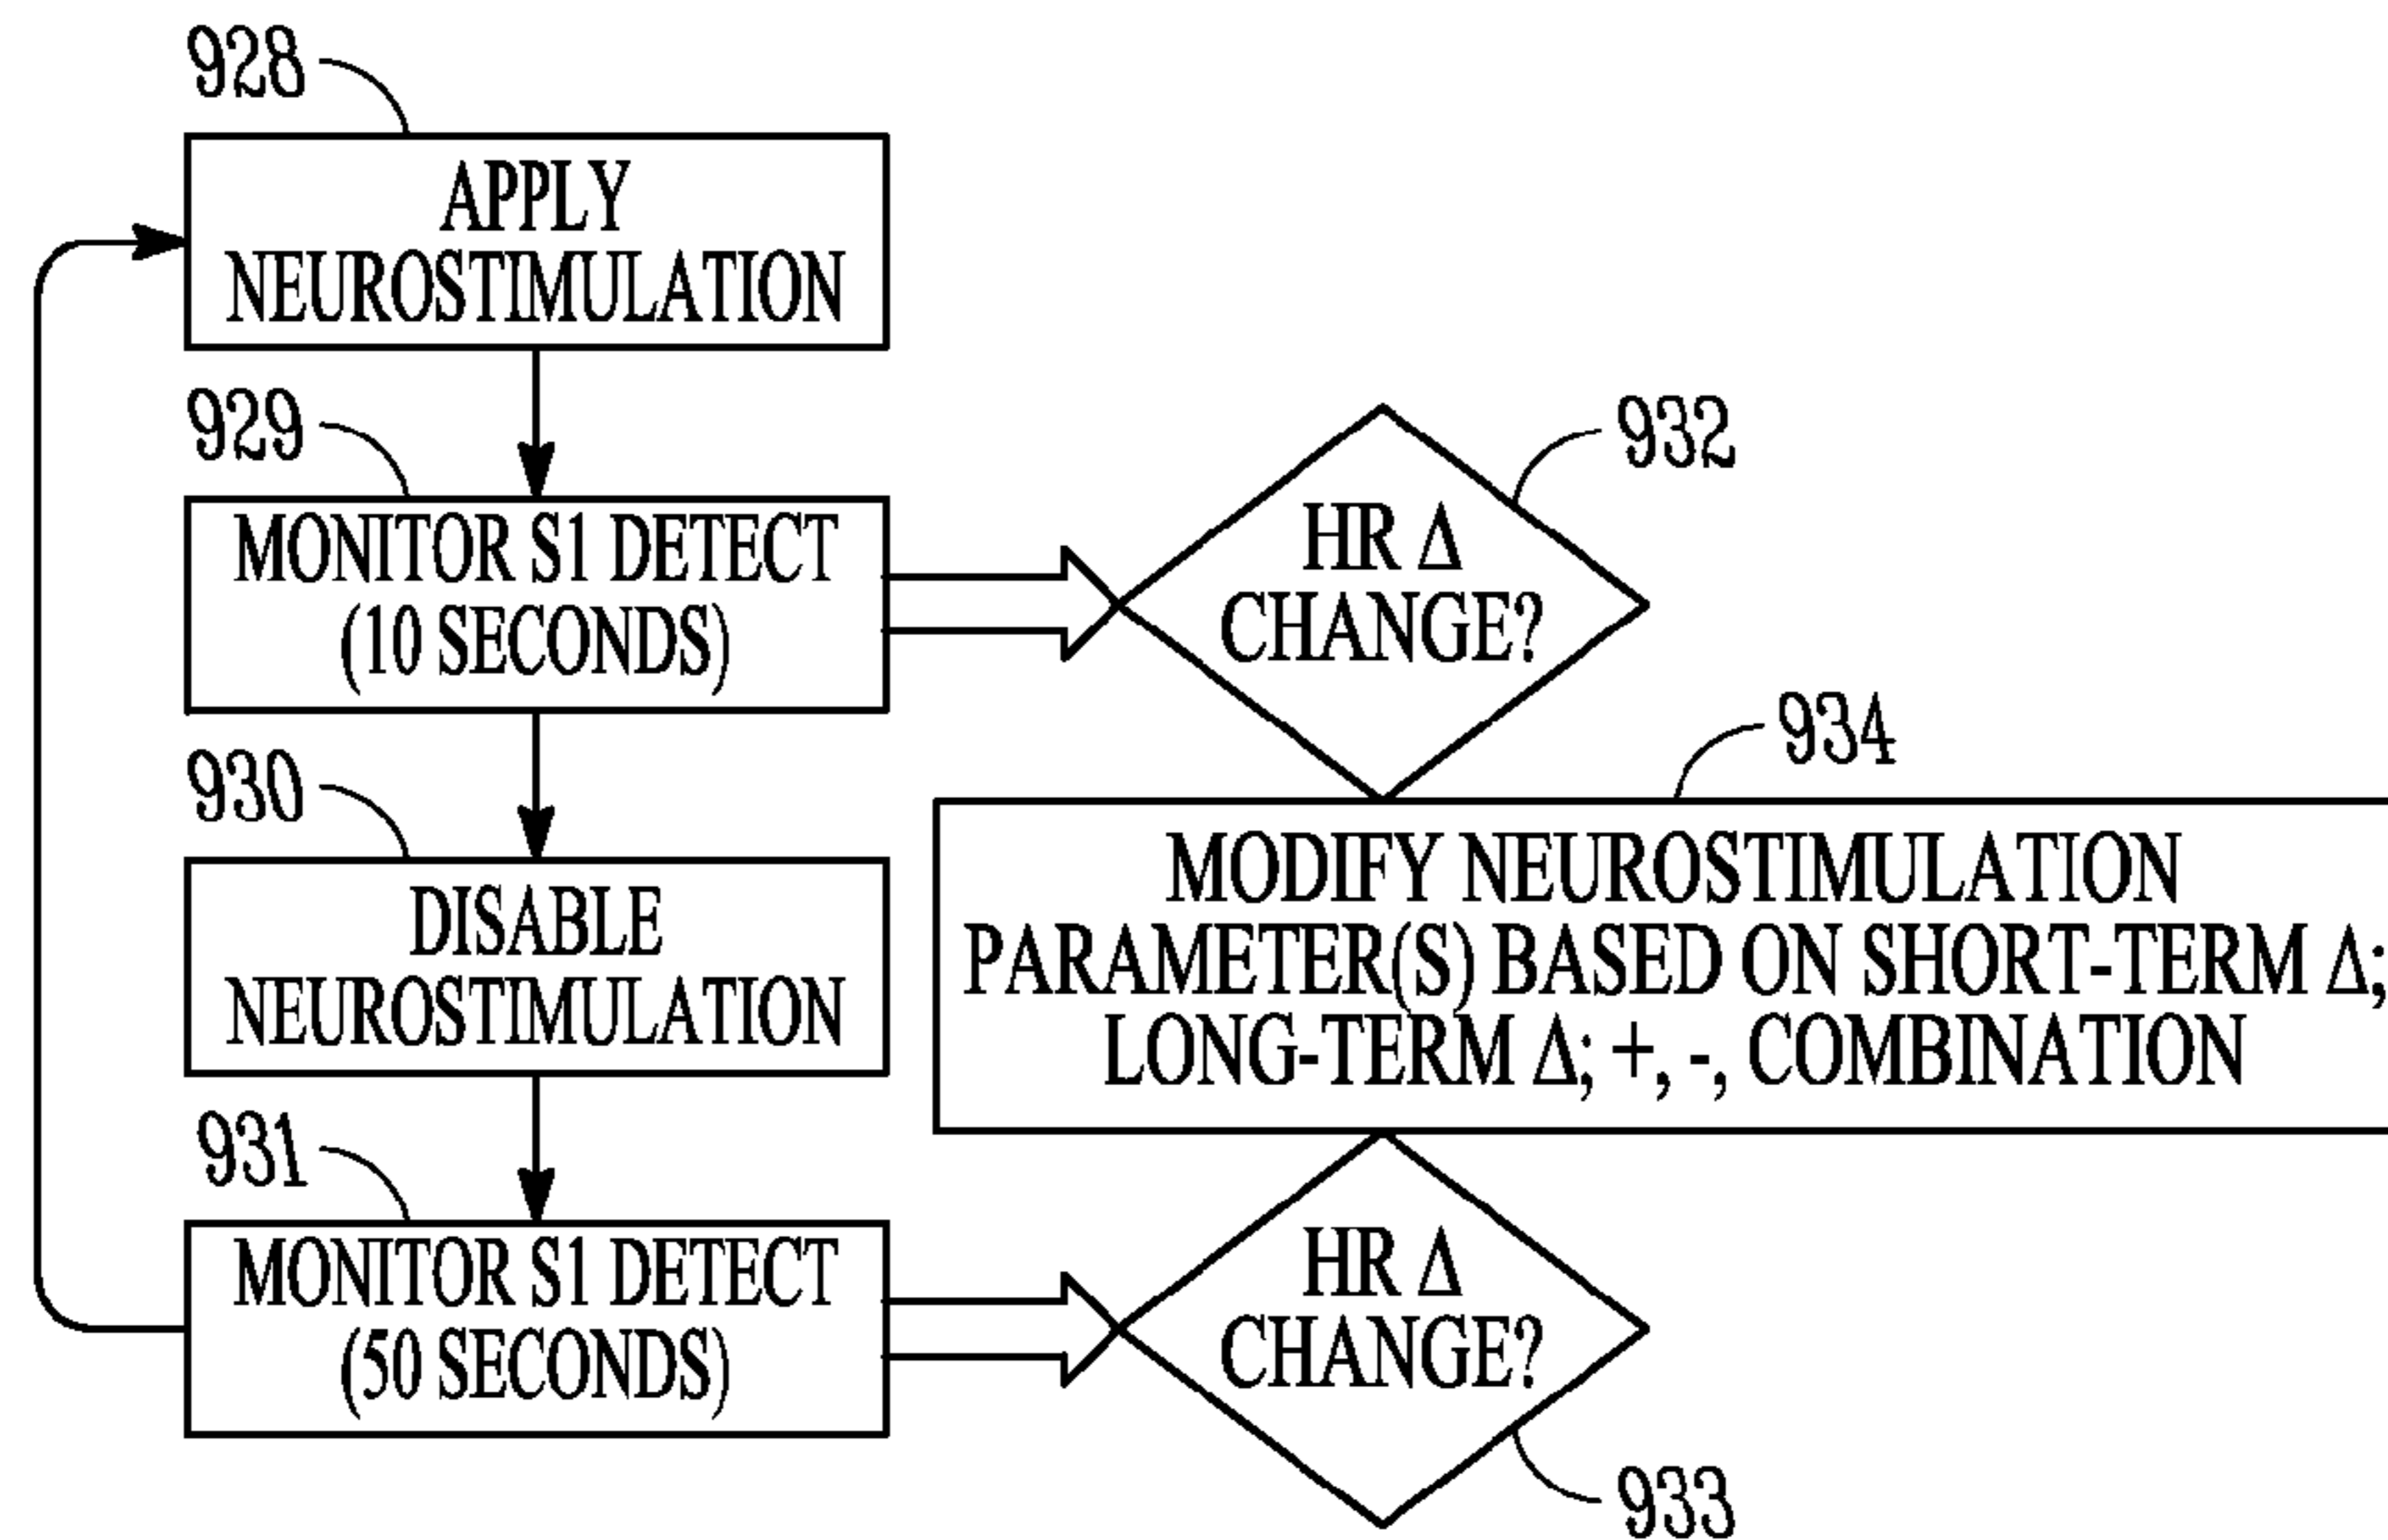 928
APPLY
NEUROSTIMULATION
929
MONITOR S1 DETECT
(10 SECONDS)
932
HR Δ
CHANGE?
930
DISABLE
NEUROSTIMULATION
934
MODIFY NEUROSTIMULATION
PARAMETER(S) BASED ON SHORT-TERM Δ;
LONG-TERM Δ; +, -, COMBINATION
931
MONITOR S1 DETECT
(50 SECONDS)
HR Δ
CHANGE?
933